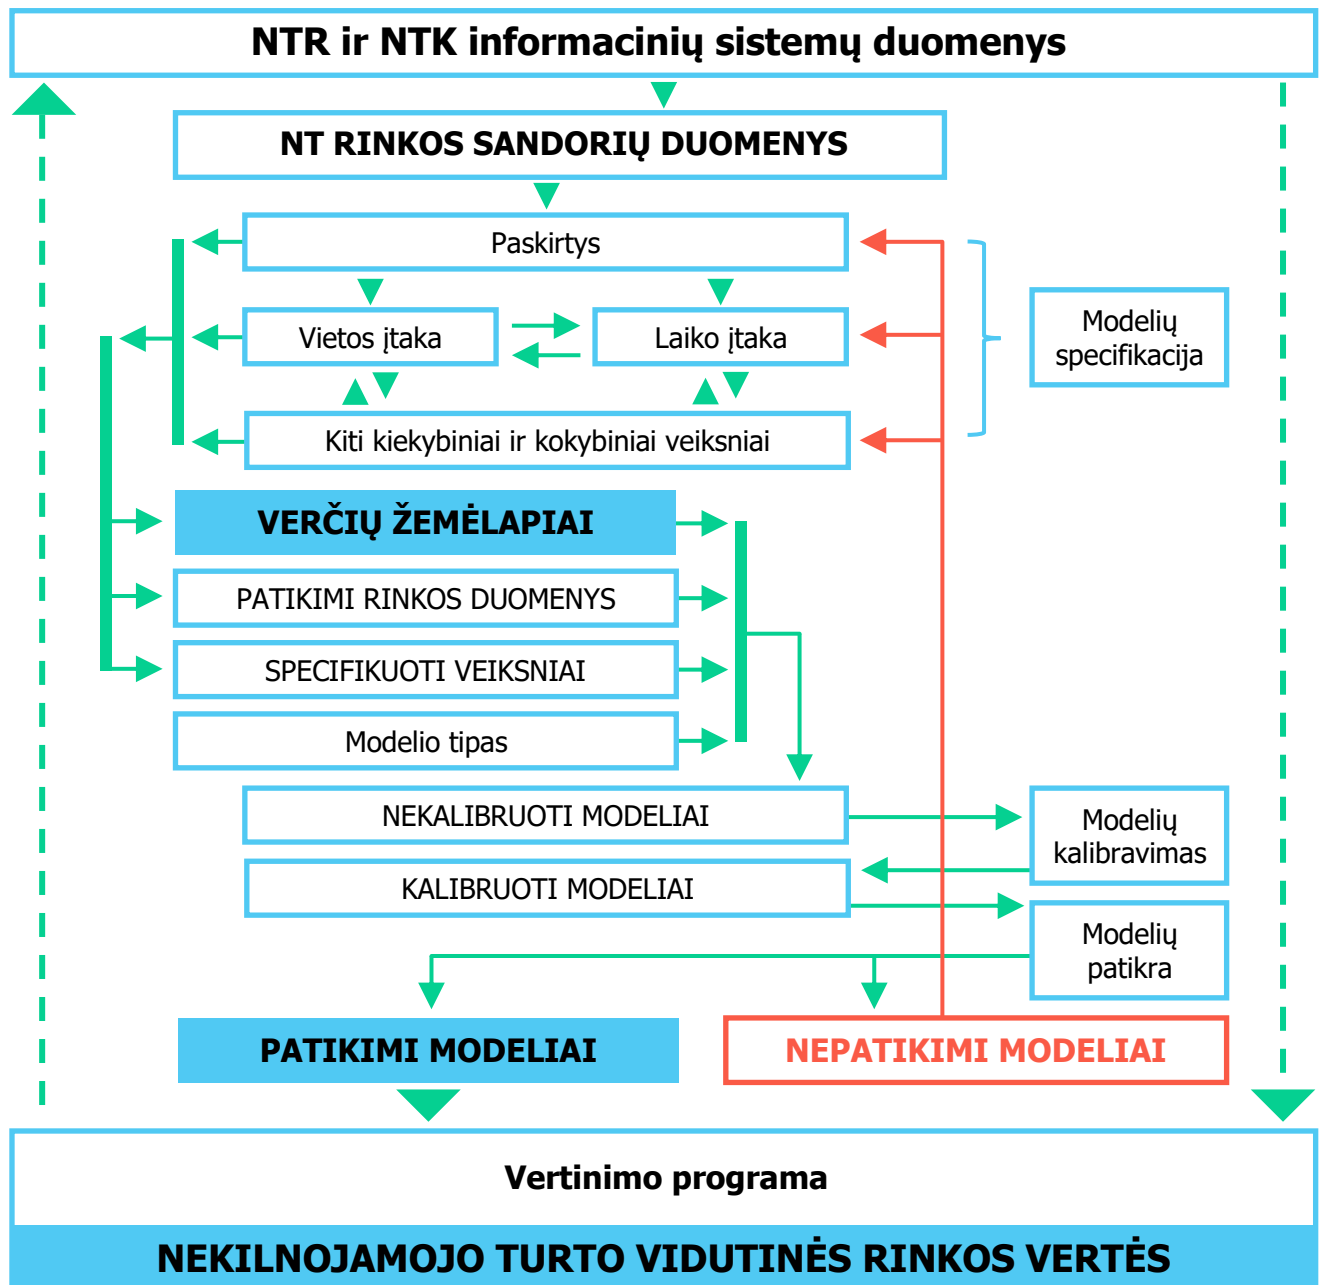 NTR ir NTK informacinių sistemų duomenys
NT RINKOS SANDORIŲ DUOMENYS
Paskirtys
Vietos įtaka
Laiko įtaka
Modelių
specifikacija
Kiti kiekybiniai ir kokybiniai veiksniai
VERČIŲ ŽEMĖLAPIAI
PATIKIMI RINKOS DUOMENYS
SPECIFIKUOTI VEIKSNIAI
Modelio tipas
NEKALIBRUOTI MODELIAI
Modelių
kalibravimas
KALIBRUOTI MODELIAI
Modelių
patikra
PATIKIMI MODELIAI
NEPATIKIMI MODELIAI
Vertinimo programa
NEKILNOJAMOJO TURTO VIDUTINĖS RINKOS VERTĖS